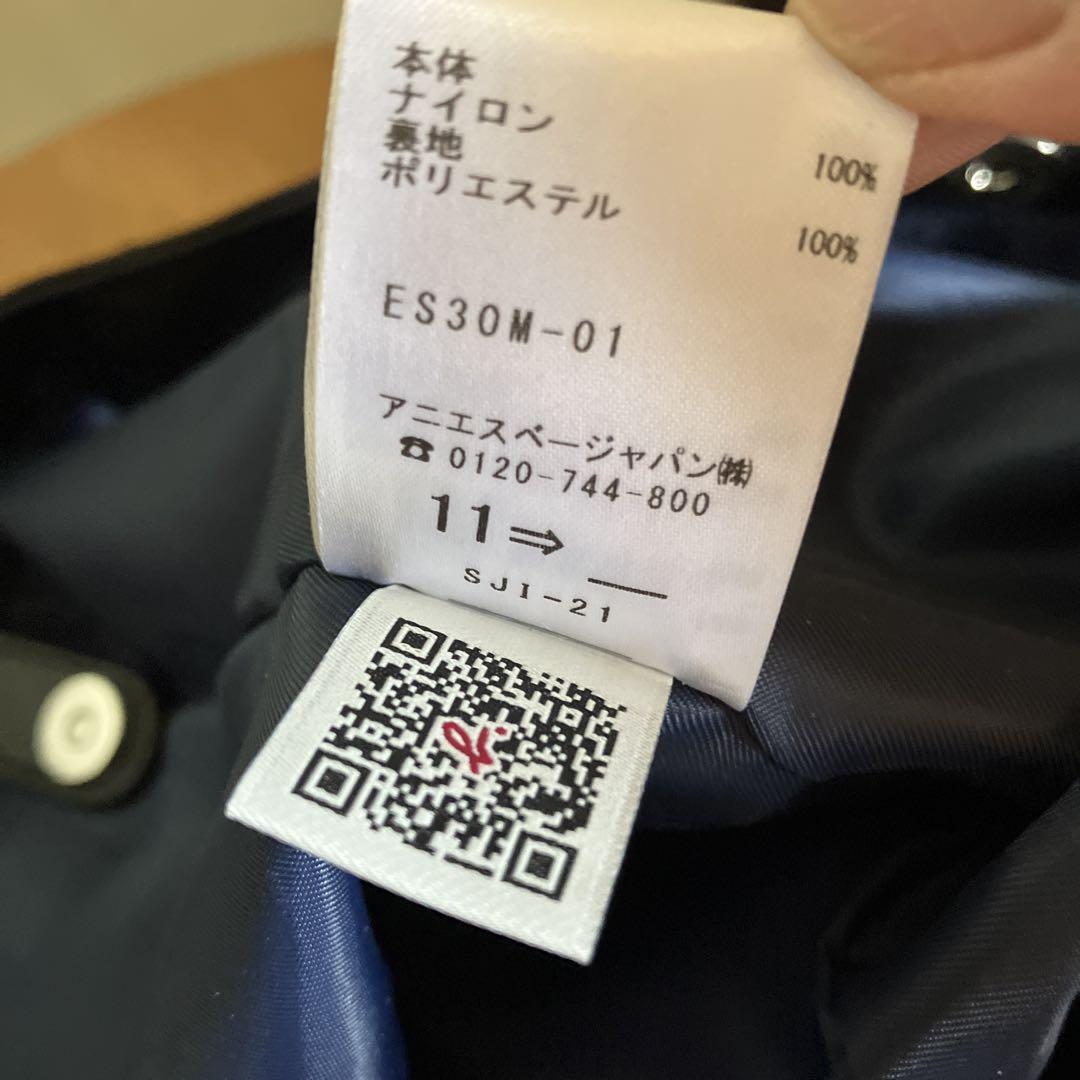 本体
ナイロン 100%
裏地
ポリエステル 100%
ES30M-01
アニエスベージャパン㈱
☎0120-744-800
11⇒
SJI-21
b.